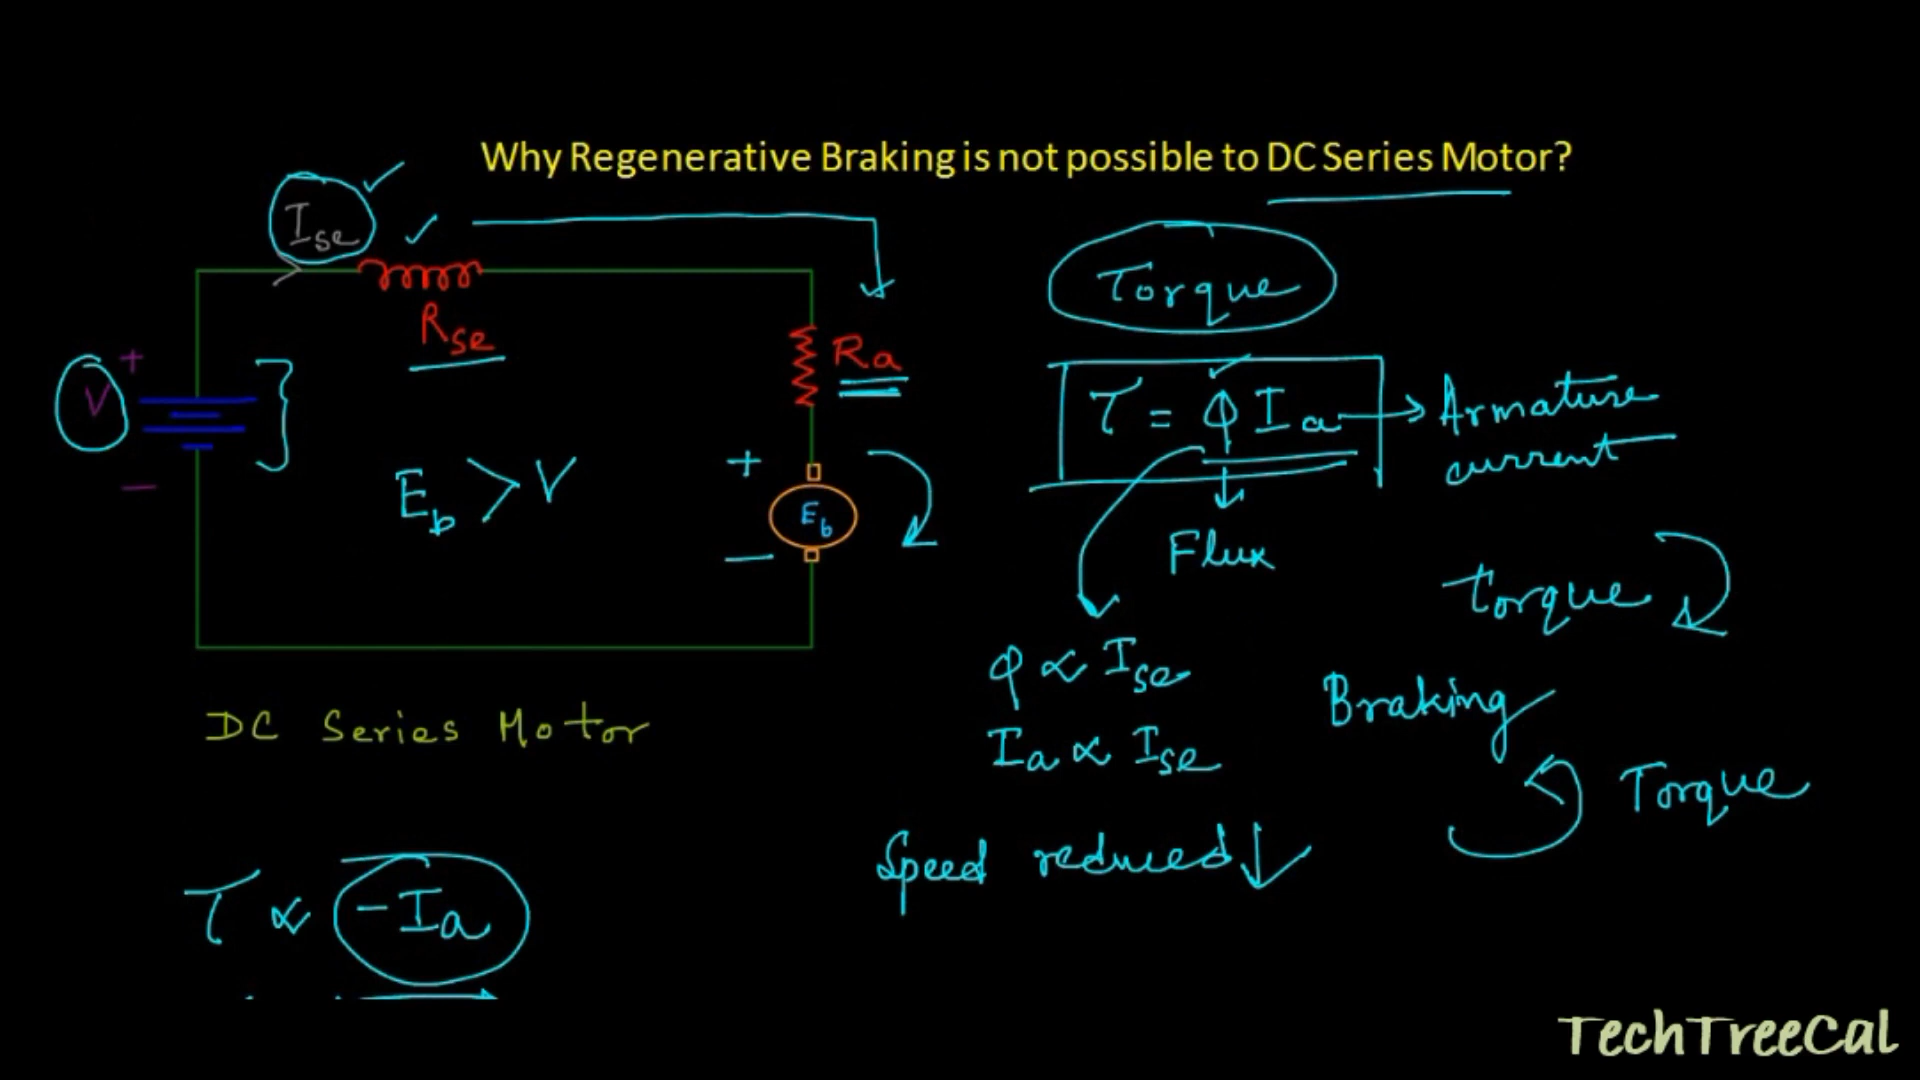 Why Regenerative Braking is not possible to DC Series Motor?
Ise
Rse
+
V
−
Ra
Eb > V
+
Eb
−
DC Series Motor
τ ∝ -Ia
Torque
τ = φ Ia → Armature
current
Flux
φ ∝ Ise
Ia ∝ Ise
Speed reduced ↓
Torque
Braking
Torque
TechTreeCal